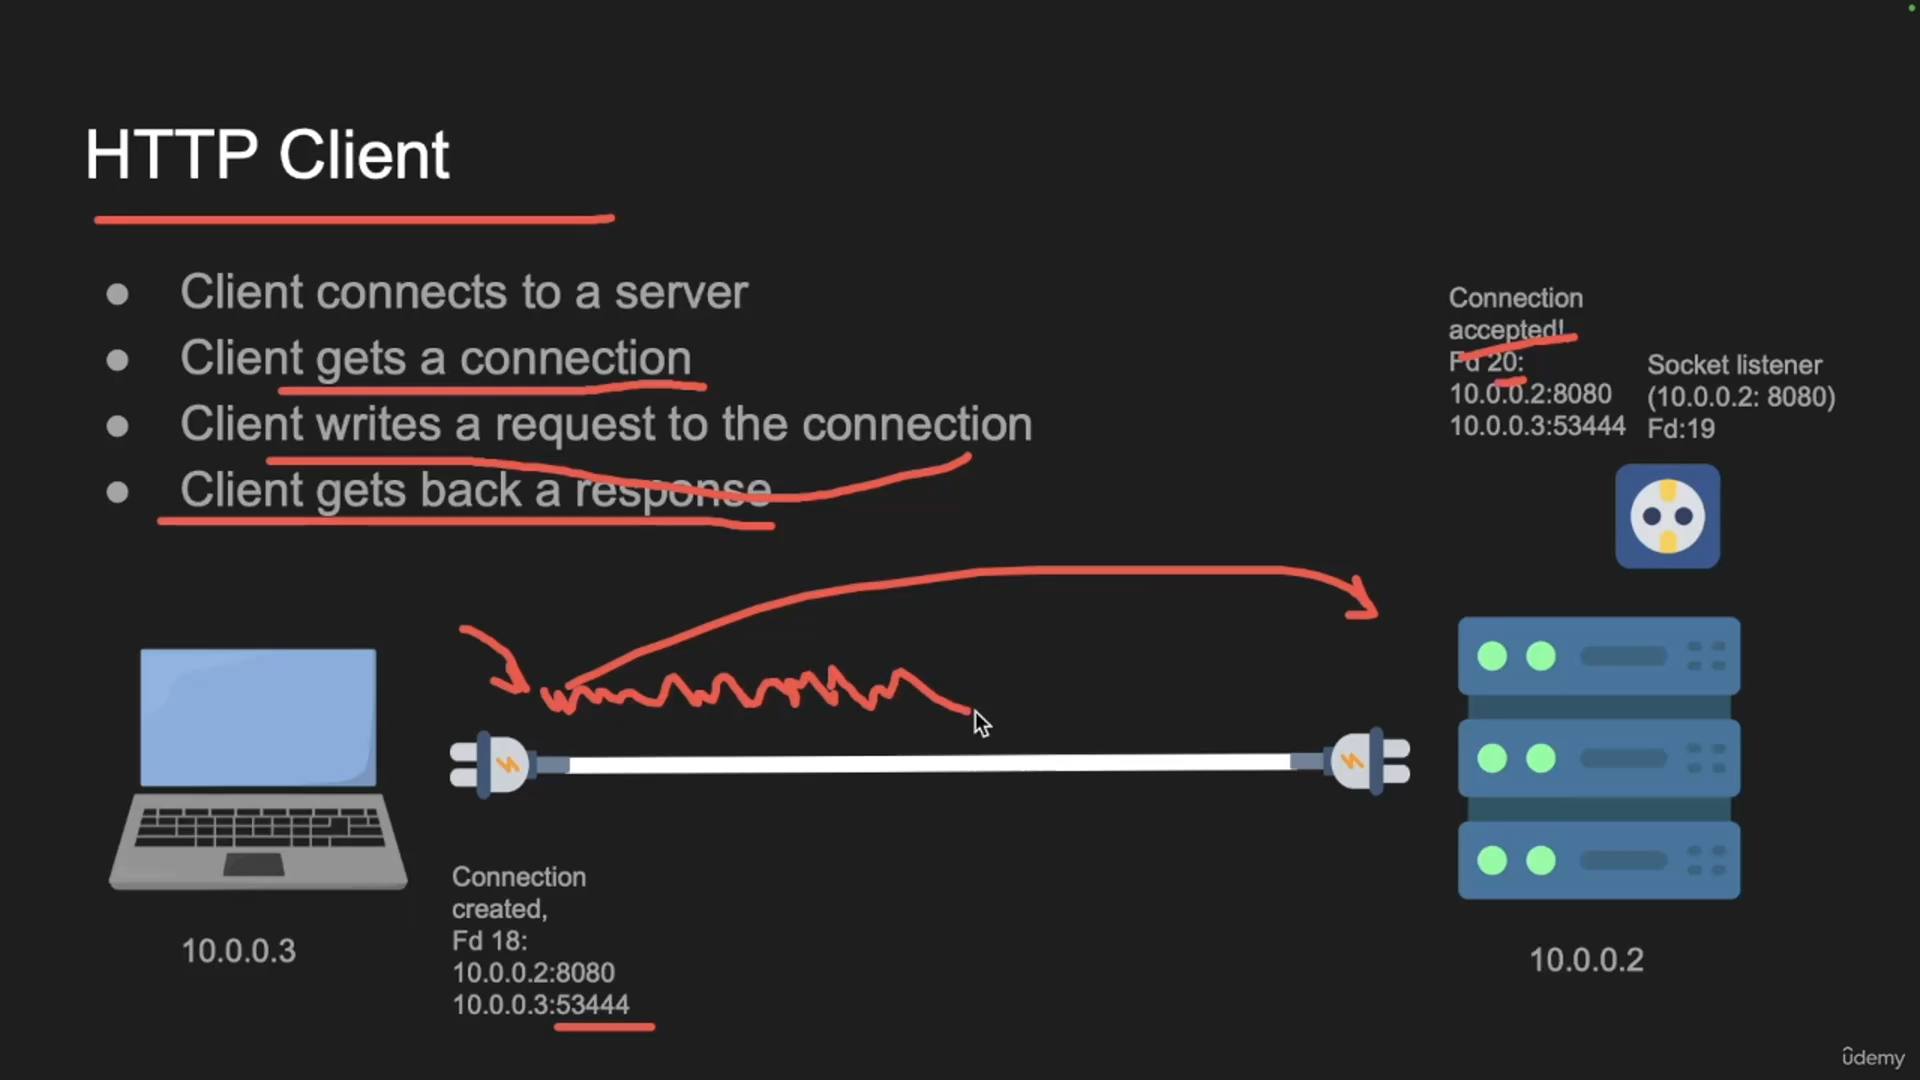 HTTP Client
● Client connects to a server
● Client gets a connection
● Client writes a request to the connection
● Client gets back a response
Connection
accepted!
Fd 20:
10.0.0.2:8080
10.0.0.3:53444
Socket listener
(10.0.0.2: 8080)
Fd:19
Connection
created,
Fd 18:
10.0.0.2:8080
10.0.0.3:53444
10.0.0.3
10.0.0.2
ûdemy